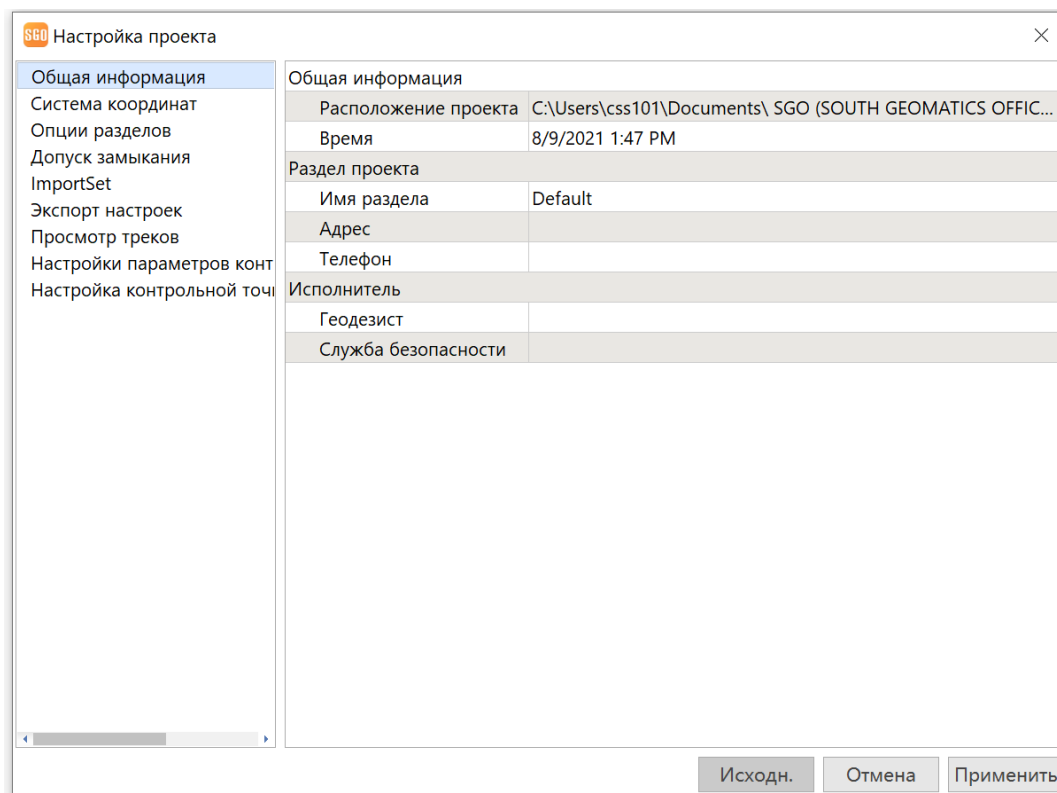 SGO Настройка проекта
Общая информация
Система координат
Опции разделов
Допуск замыкания
ImportSet
Экспорт настроек
Просмотр треков
Настройки параметров конт
Настройка контрольной точ
Общая информация
Расположение проекта C:\Users\css101\Documents\ SGO (SOUTH GEOMATICS OFFIC...
Время 8/9/2021 1:47 PM
Раздел проекта
Имя раздела Default
Адрес
Телефон
Исполнитель
Геодезист
Служба безопасности
Исходн. Отмена Применить